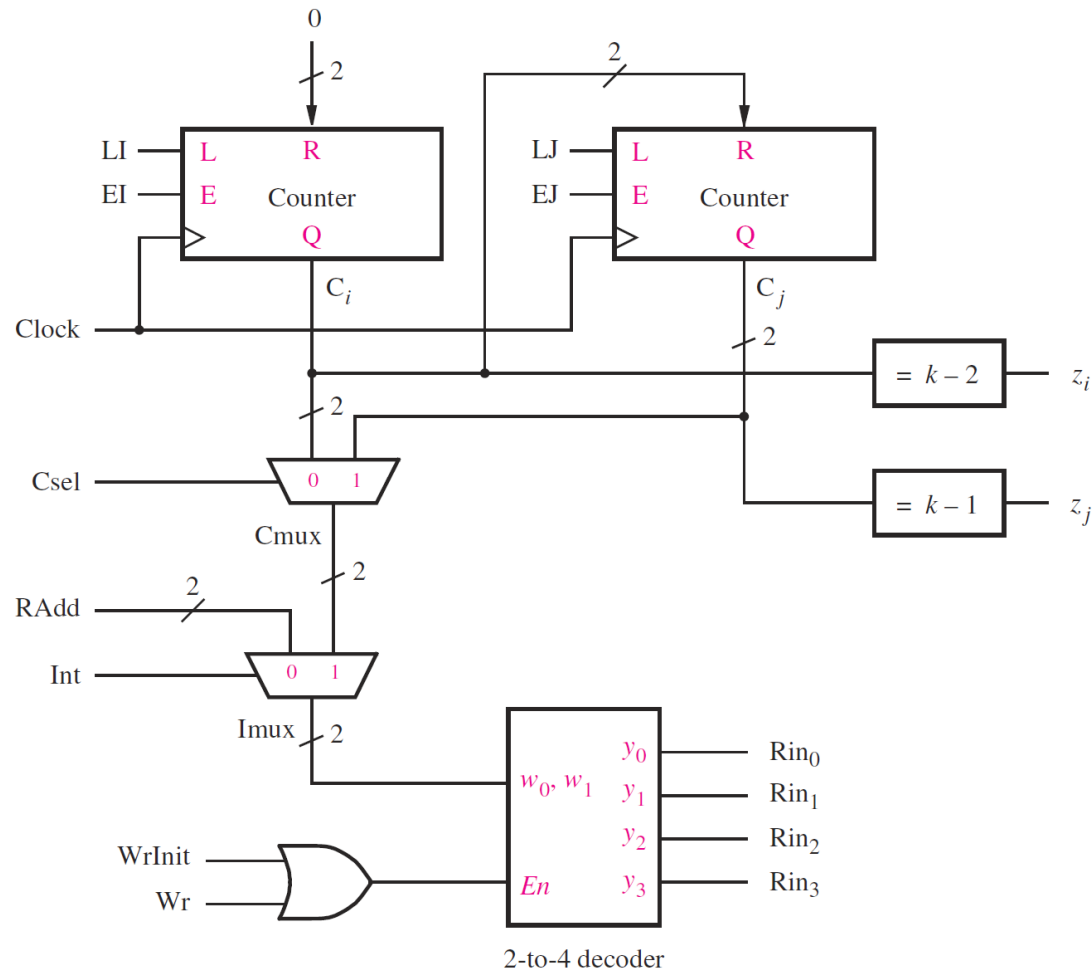 0
2
2
LI
L
R
LJ
L
R
EI
E
Counter
EJ
E
Counter
Q
Q
C_i
C_j
Clock
2
= k – 2
z_i
2
Csel
0
1
= k – 1
z_j
Cmux
2
2
RAdd
Int
0
1
Imux
2
y_0
Rin_0
w_0, w_1
y_1
Rin_1
y_2
Rin_2
WrInit
Wr
En
y_3
Rin_3
2-to-4 decoder